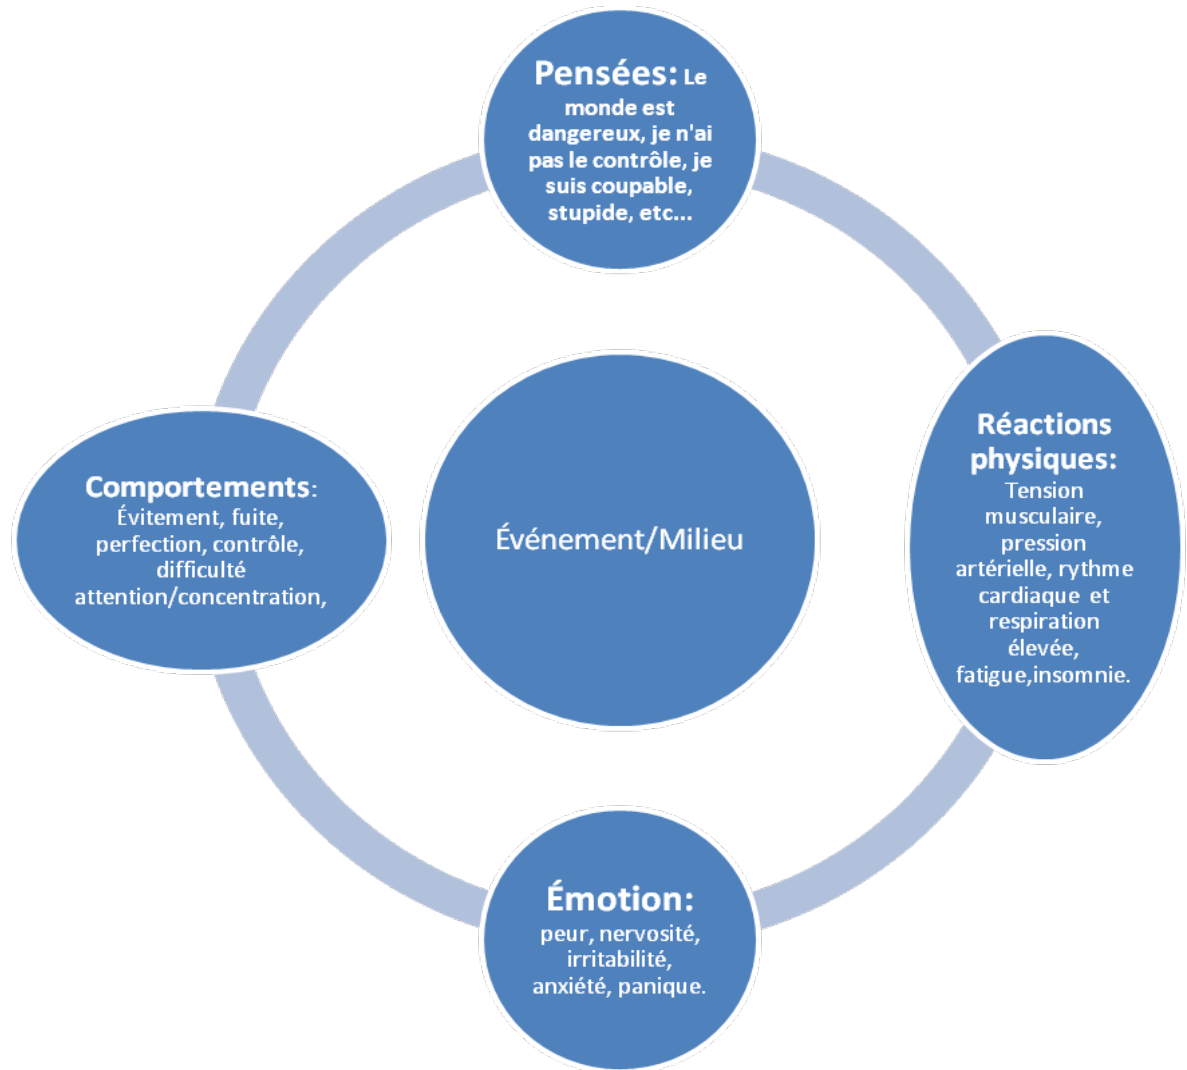 Pensées: Le
monde est
dangereux, je n'ai
pas le contrôle, je
suis coupable,
stupide, etc...
Réactions
physiques:
Tension
musculaire,
pression
artérielle, rythme
cardiaque et
respiration
élevée,
fatigue,insomnie.
Événement/Milieu
Comportements:
Évitement, fuite,
perfection, contrôle,
difficulté
attention/concentration,
Émotion:
peur, nervosité,
irritabilité,
anxiété, panique.